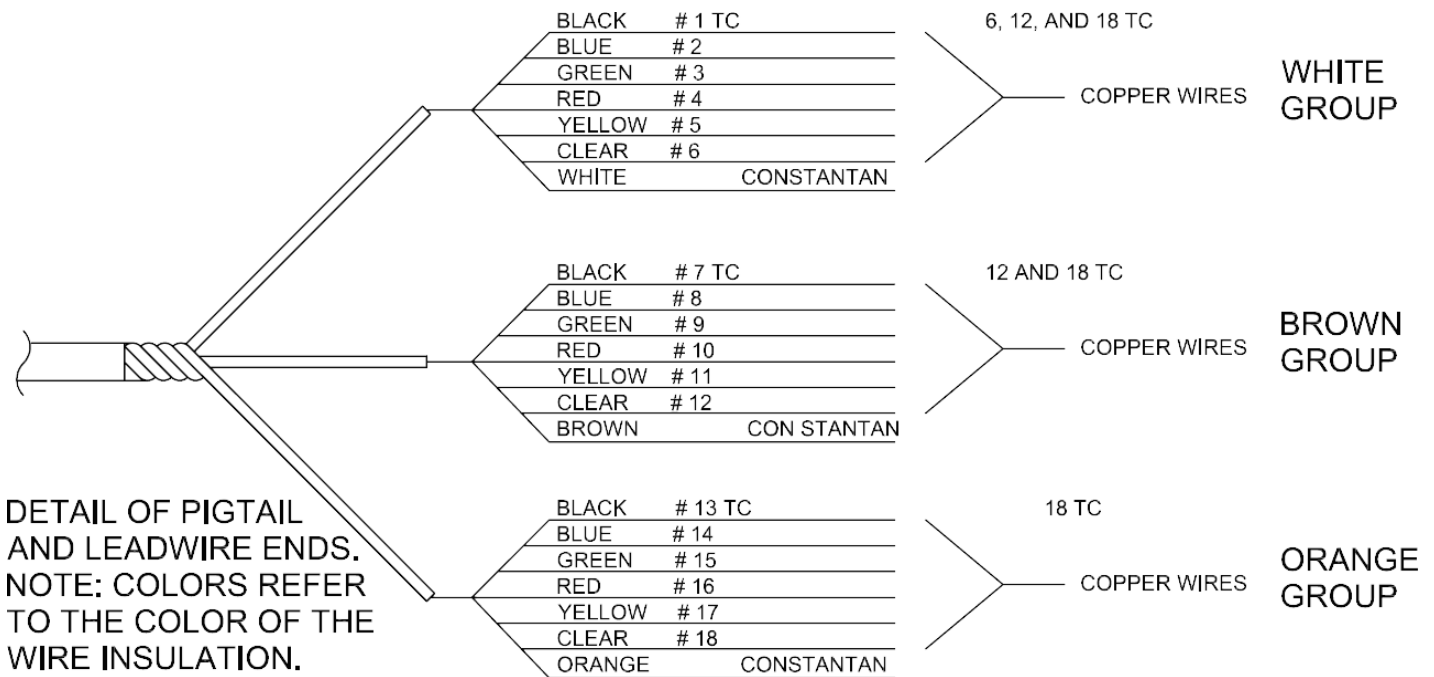 BLACK # 1 TC 6, 12, AND 18 TC
BLUE # 2
GREEN # 3
RED # 4
YELLOW # 5
CLEAR # 6
WHITE CONSTANTAN
COPPER WIRES
WHITE
GROUP
BLACK # 7 TC 12 AND 18 TC
BLUE # 8
GREEN # 9
RED # 10
YELLOW # 11
CLEAR # 12
BROWN CON STANTAN
COPPER WIRES
BROWN
GROUP
BLACK # 13 TC 18 TC
BLUE # 14
GREEN # 15
RED # 16
YELLOW # 17
CLEAR # 18
ORANGE CONSTANTAN
COPPER WIRES
ORANGE
GROUP
DETAIL OF PIGTAIL
AND LEADWIRE ENDS.
NOTE: COLORS REFER
TO THE COLOR OF THE
WIRE INSULATION.